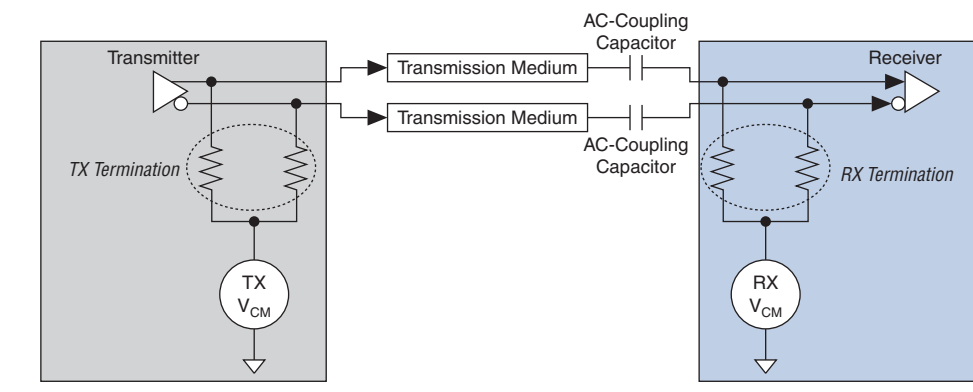 AC-Coupling
Capacitor
Transmitter
Receiver
Transmission Medium
Transmission Medium
AC-Coupling
Capacitor
TX Termination
RX Termination
TX
VCM
RX
VCM